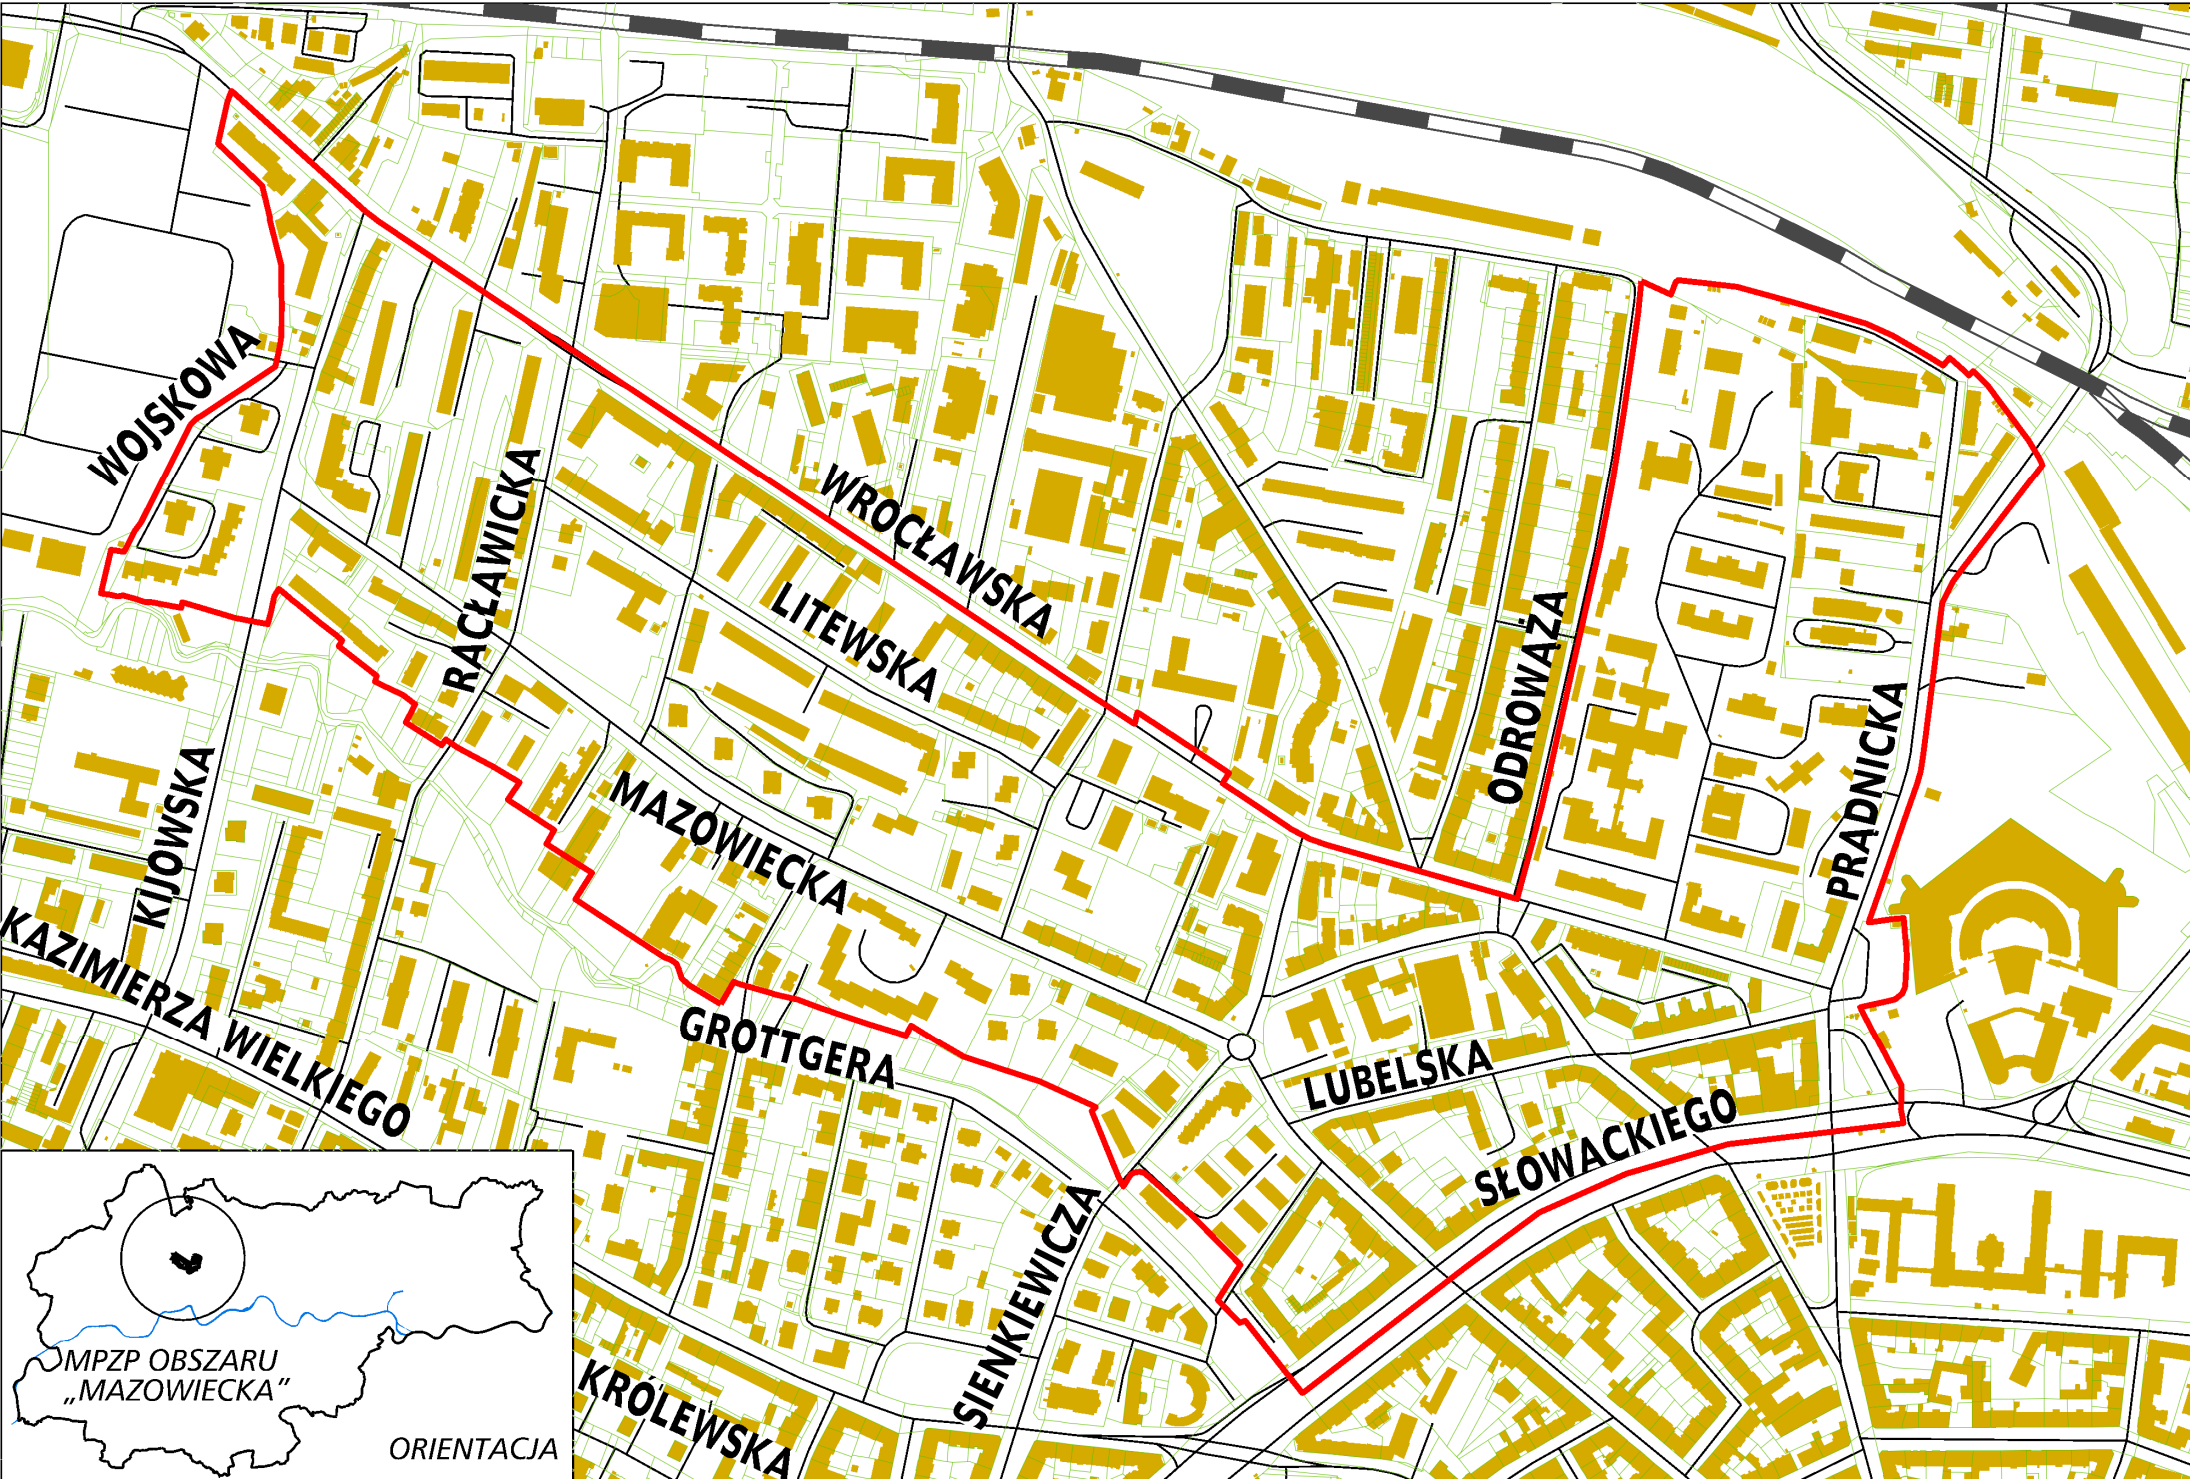 WOJSKOWA
RACŁAWICKA
WROCŁAWSKA
LITEWSKA
ODROWĄŻA
PRĄDNICKA
KIJOWSKA
MAZOWIECKA
KAZIMIERZA WIELKIEGO
GROTTGERA
LUBELSKA
SŁOWACKIEGO
SIENKIEWICZA
KRÓLEWSKA
MPZP OBSZARU
„MAZOWIECKA”
ORIENTACJA